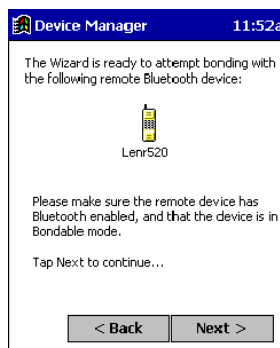 Device Manager 11:52a
The Wizard is ready to attempt bonding with
the following remote Bluetooth device:
Lenr520
Please make sure the remote device has
Bluetooth enabled, and that the device is in
Bondable mode.
Tap Next to continue...
< Back Next >